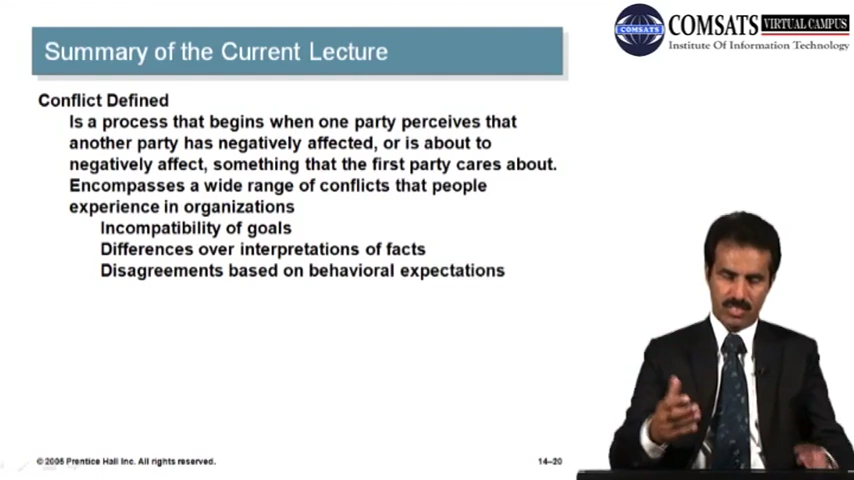 Summary of the Current Lecture
COMSATS VIRTUAL CAMPUS
Institute Of Information Technology
COMSATS
Conflict Defined
Is a process that begins when one party perceives that
another party has negatively affected, or is about to
negatively affect, something that the first party cares about.
Encompasses a wide range of conflicts that people
experience in organizations
Incompatibility of goals
Differences over interpretations of facts
Disagreements based on behavioral expectations
© 2005 Prentice Hall Inc. All rights reserved.
14–20